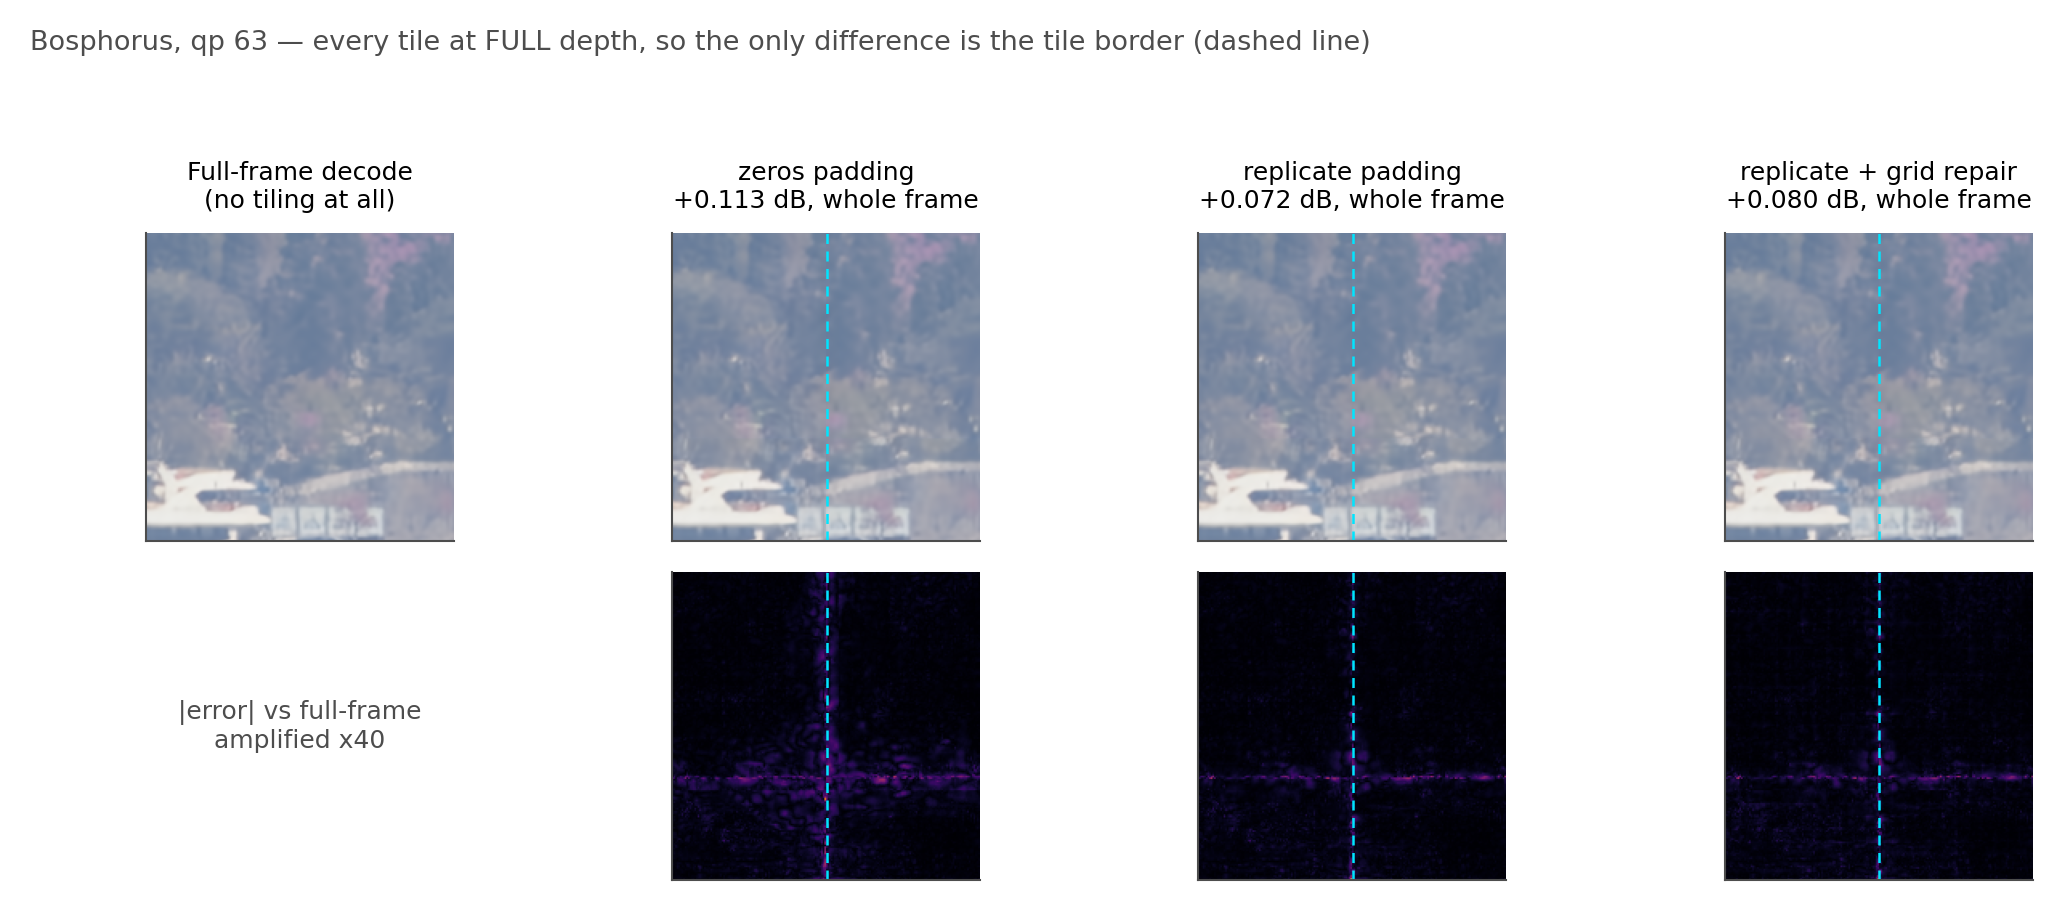 Bosphorus, qp 63 — every tile at FULL depth, so the only difference is the tile border (dashed line)
Full-frame decode
(no tiling at all)
zeros padding
+0.113 dB, whole frame
replicate padding
+0.072 dB, whole frame
replicate + grid repair
+0.080 dB, whole frame
|error| vs full-frame
amplified x40